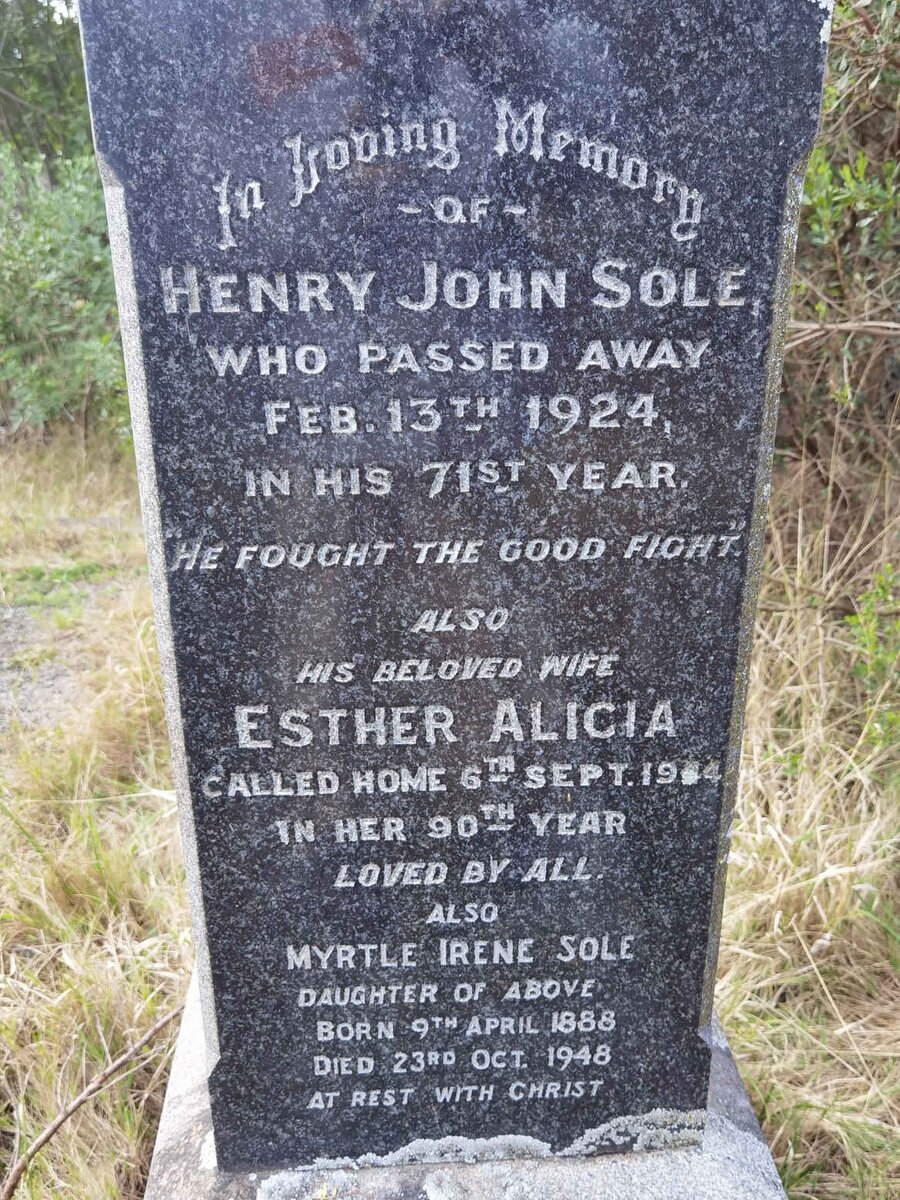 In Loving Memory
- OF -
HENRY JOHN SOLE,
WHO PASSED AWAY
FEB. 13TH 1924,
IN HIS 71ST YEAR.
"HE FOUGHT THE GOOD FIGHT."
ALSO
HIS BELOVED WIFE
ESTHER ALICIA
CALLED HOME 6TH SEPT. 1944
IN HER 90TH YEAR
LOVED BY ALL.
ALSO
MYRTLE IRENE SOLE
DAUGHTER OF ABOVE.
BORN 9TH APRIL 1888
DIED 23RD OCT. 1948
AT REST WITH CHRIST